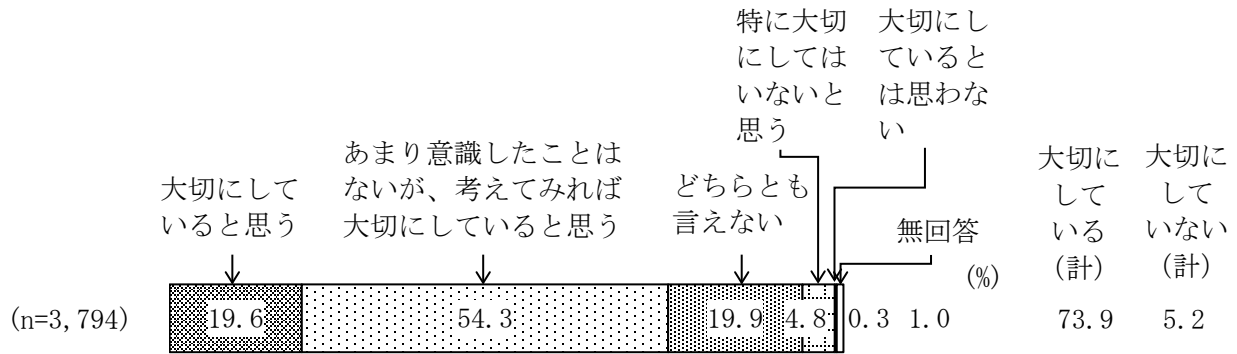 特に大切
にしては
いないと
思う
大切にし
ていると
は思わな
い
あまり意識したことは
ないが、考えてみれば
大切にしていると思う
大切にして
いると思う
どちらとも
言えない
無回答
(%)
大切に
して
いる
(計)
大切に
して
いない
(計)
(n=3,794)
19.6
54.3
19.9
4.8
0.3
1.0
73.9
5.2